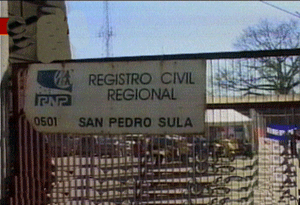 REGISTRO CIVIL
REGIONAL
RNP
0501 SAN PEDRO SULA